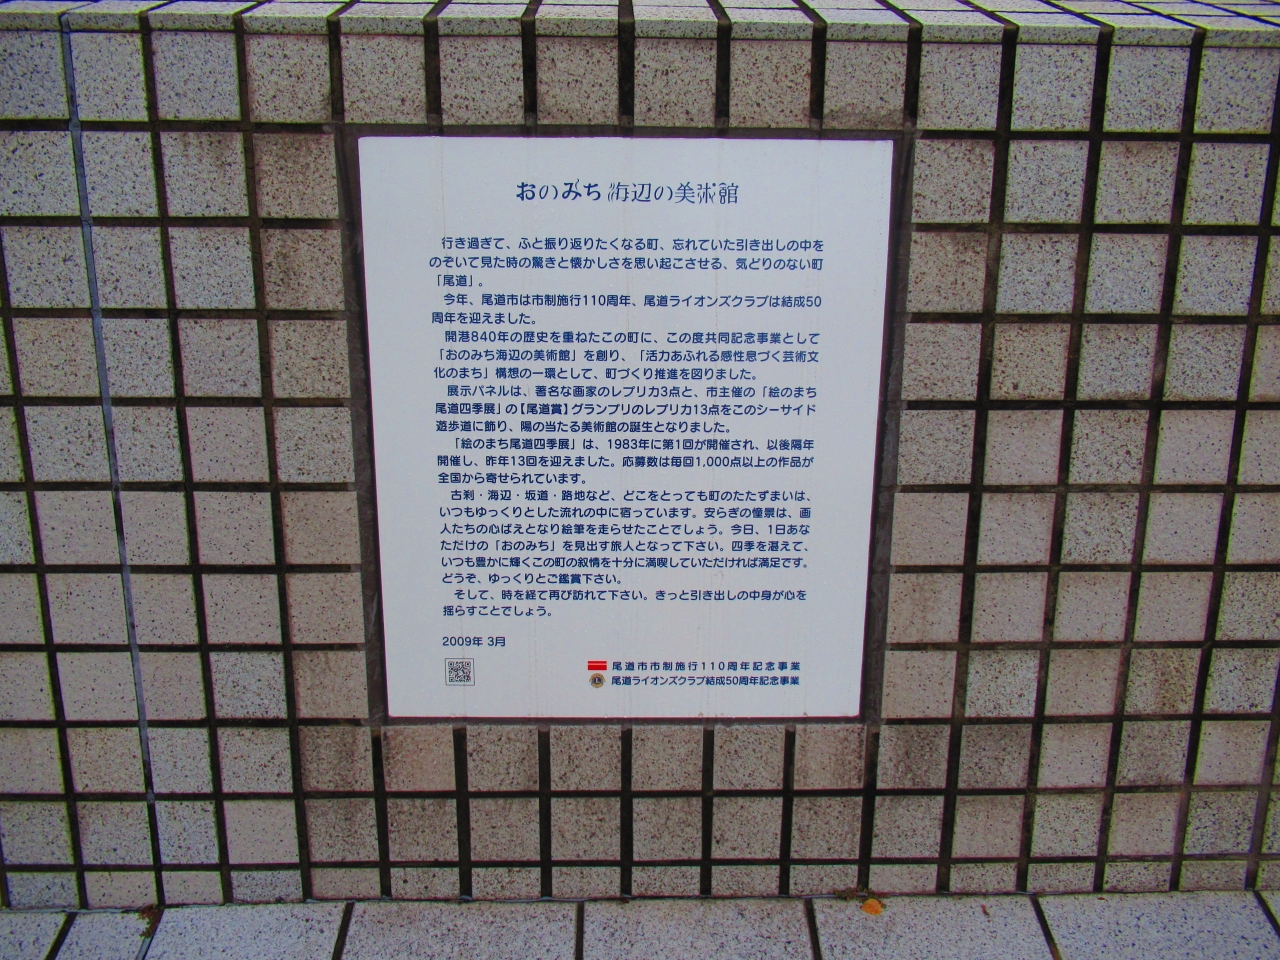 おのみち海辺の美術館
行き過ぎて、ふと振り返りたくなる町、忘れていた引き出しの中を
のぞいて見た時の驚きと懐かしさを思い起こさせる、気どりのない町
「尾道」。
今年、尾道市は市制施行110周年、尾道ライオンズクラブは結成50
周年を迎えました。
開港840年の歴史を重ねたこの町に、この度共同記念事業として
「おのみち海辺の美術館」を創り、「活力あふれる感性息づく芸術文
化のまち」構想の一環として、町づくり推進を図りました。
展示パネルは、著名な画家のレプリカ3点と、市主催の「絵のまち
尾道四季展」の【尾道賞】グランプリのレプリカ13点をこのシーサイド
遊歩道に飾り、陽の当たる美術館の誕生となりました。
「絵のまち尾道四季展」は、1983年に第1回が開催され、以後隔年
開催し、昨年13回を迎えました。応募数は毎回1,000点以上の作品が
全国から寄せられています。
古刹・海辺・坂道・路地など、どこをとっても町のたたずまいは、
いつもゆっくりとした流れの中に宿っています。安らぎの憧景は、画
人たちの心ばえとなり絵筆を走らせたことでしょう。今日、1日あな
ただけの「おのみち」を見出す旅人となって下さい。四季を湛えて、
いつも豊かに輝くこの町の叙情を十分に満喫していただければ満足です。
どうぞ、ゆっくりとご鑑賞下さい。
そして、時を経て再び訪れて下さい。きっと引き出しの中身が心を
揺らすことでしょう。
2009年 3月
尾道市市制施行110周年記念事業
尾道ライオンズクラブ結成50周年記念事業